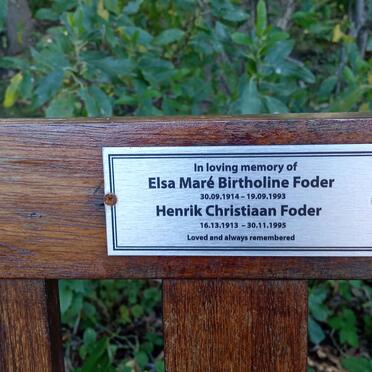 In loving memory of
Elsa Maré Birtholine Foder
30.09.1914 – 19.09.1993
Henrik Christiaan Foder
16.13.1913 – 30.11.1995
Loved and always remembered